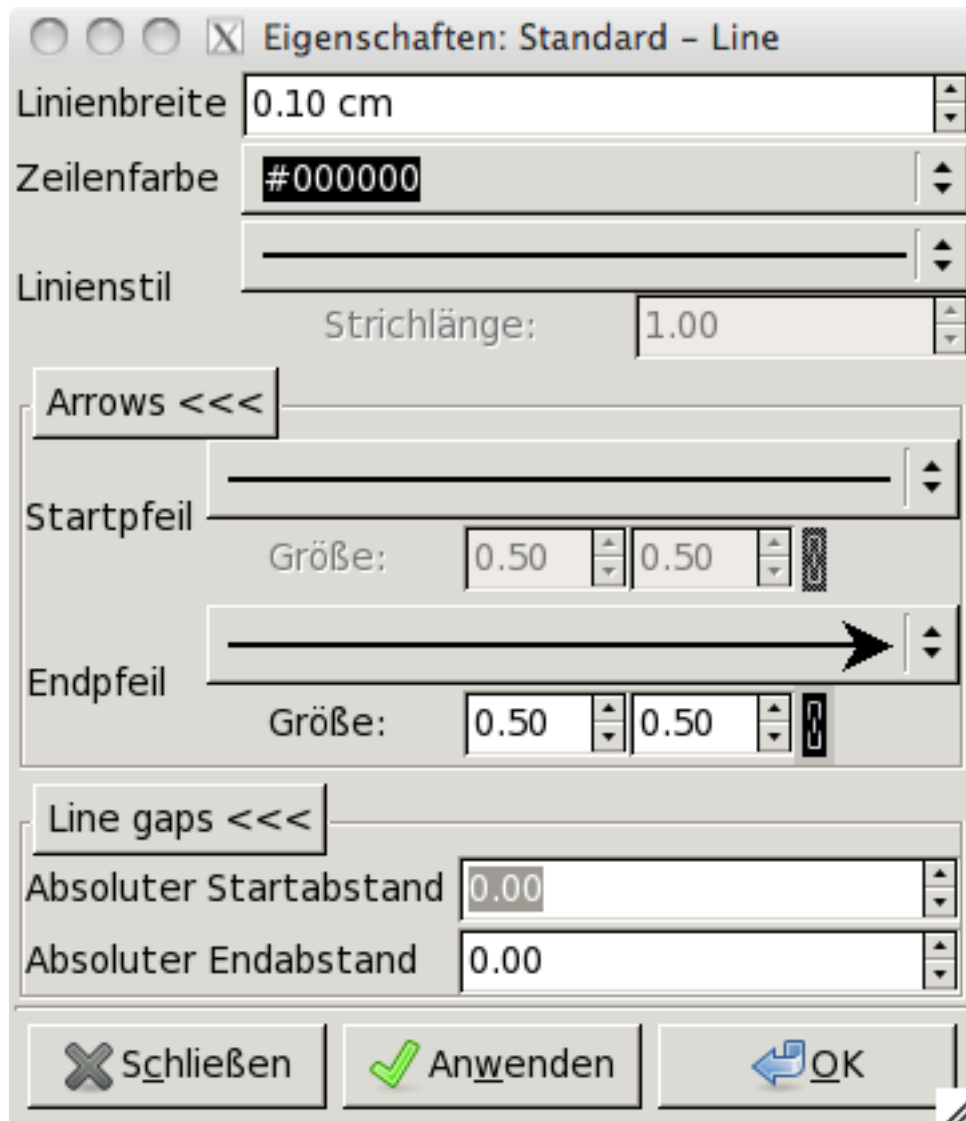 X Eigenschaften: Standard – Line
Linienbreite 0.10 cm
Zeilenfarbe #000000
Linienstil
Strichlänge: 1.00
Arrows <<<
Startpfeil
Größe: 0.50 0.50
Endpfeil
Größe: 0.50 0.50
Line gaps <<<
Absoluter Startabstand 0.00
Absoluter Endabstand 0.00
Schließen Anwenden OK